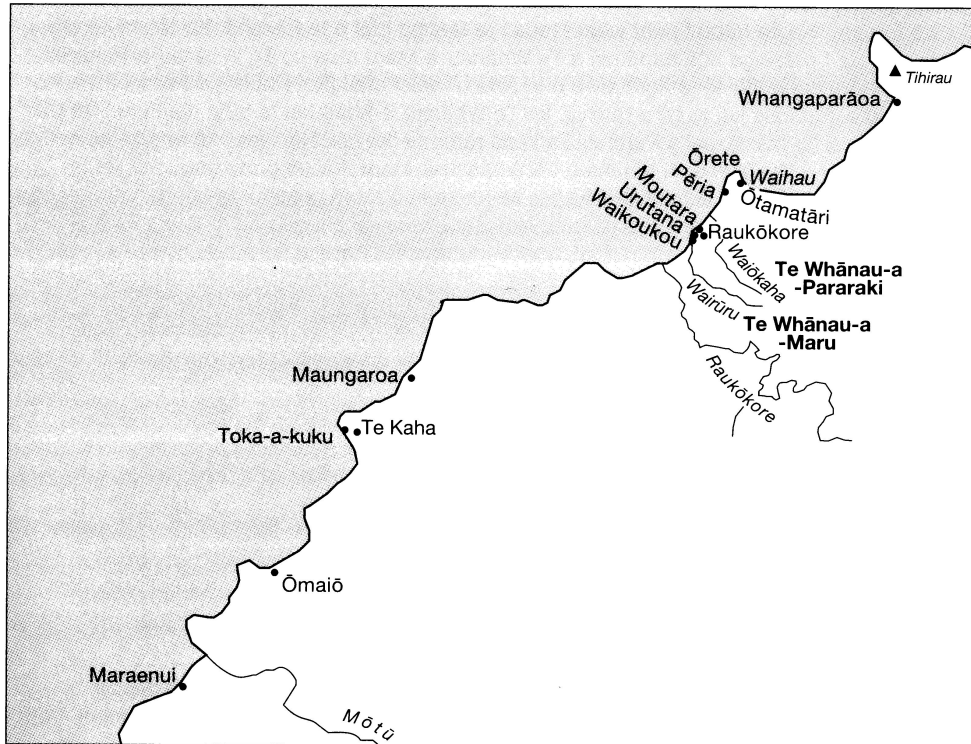 Tihirau
Whangaparāoa
Ōrete
Waihau
Pēria
Ōtamatāri
Moutara
Urutana
Waikoukou
Raukōkore
Waiōkaha
Te Whānau-a
-Pararaki
Wairūru
Te Whānau-a
-Maru
Raukōkore
Maungaroa
Toka-a-kuku
Te Kaha
Ōmaiō
Maraenui
Mōtū